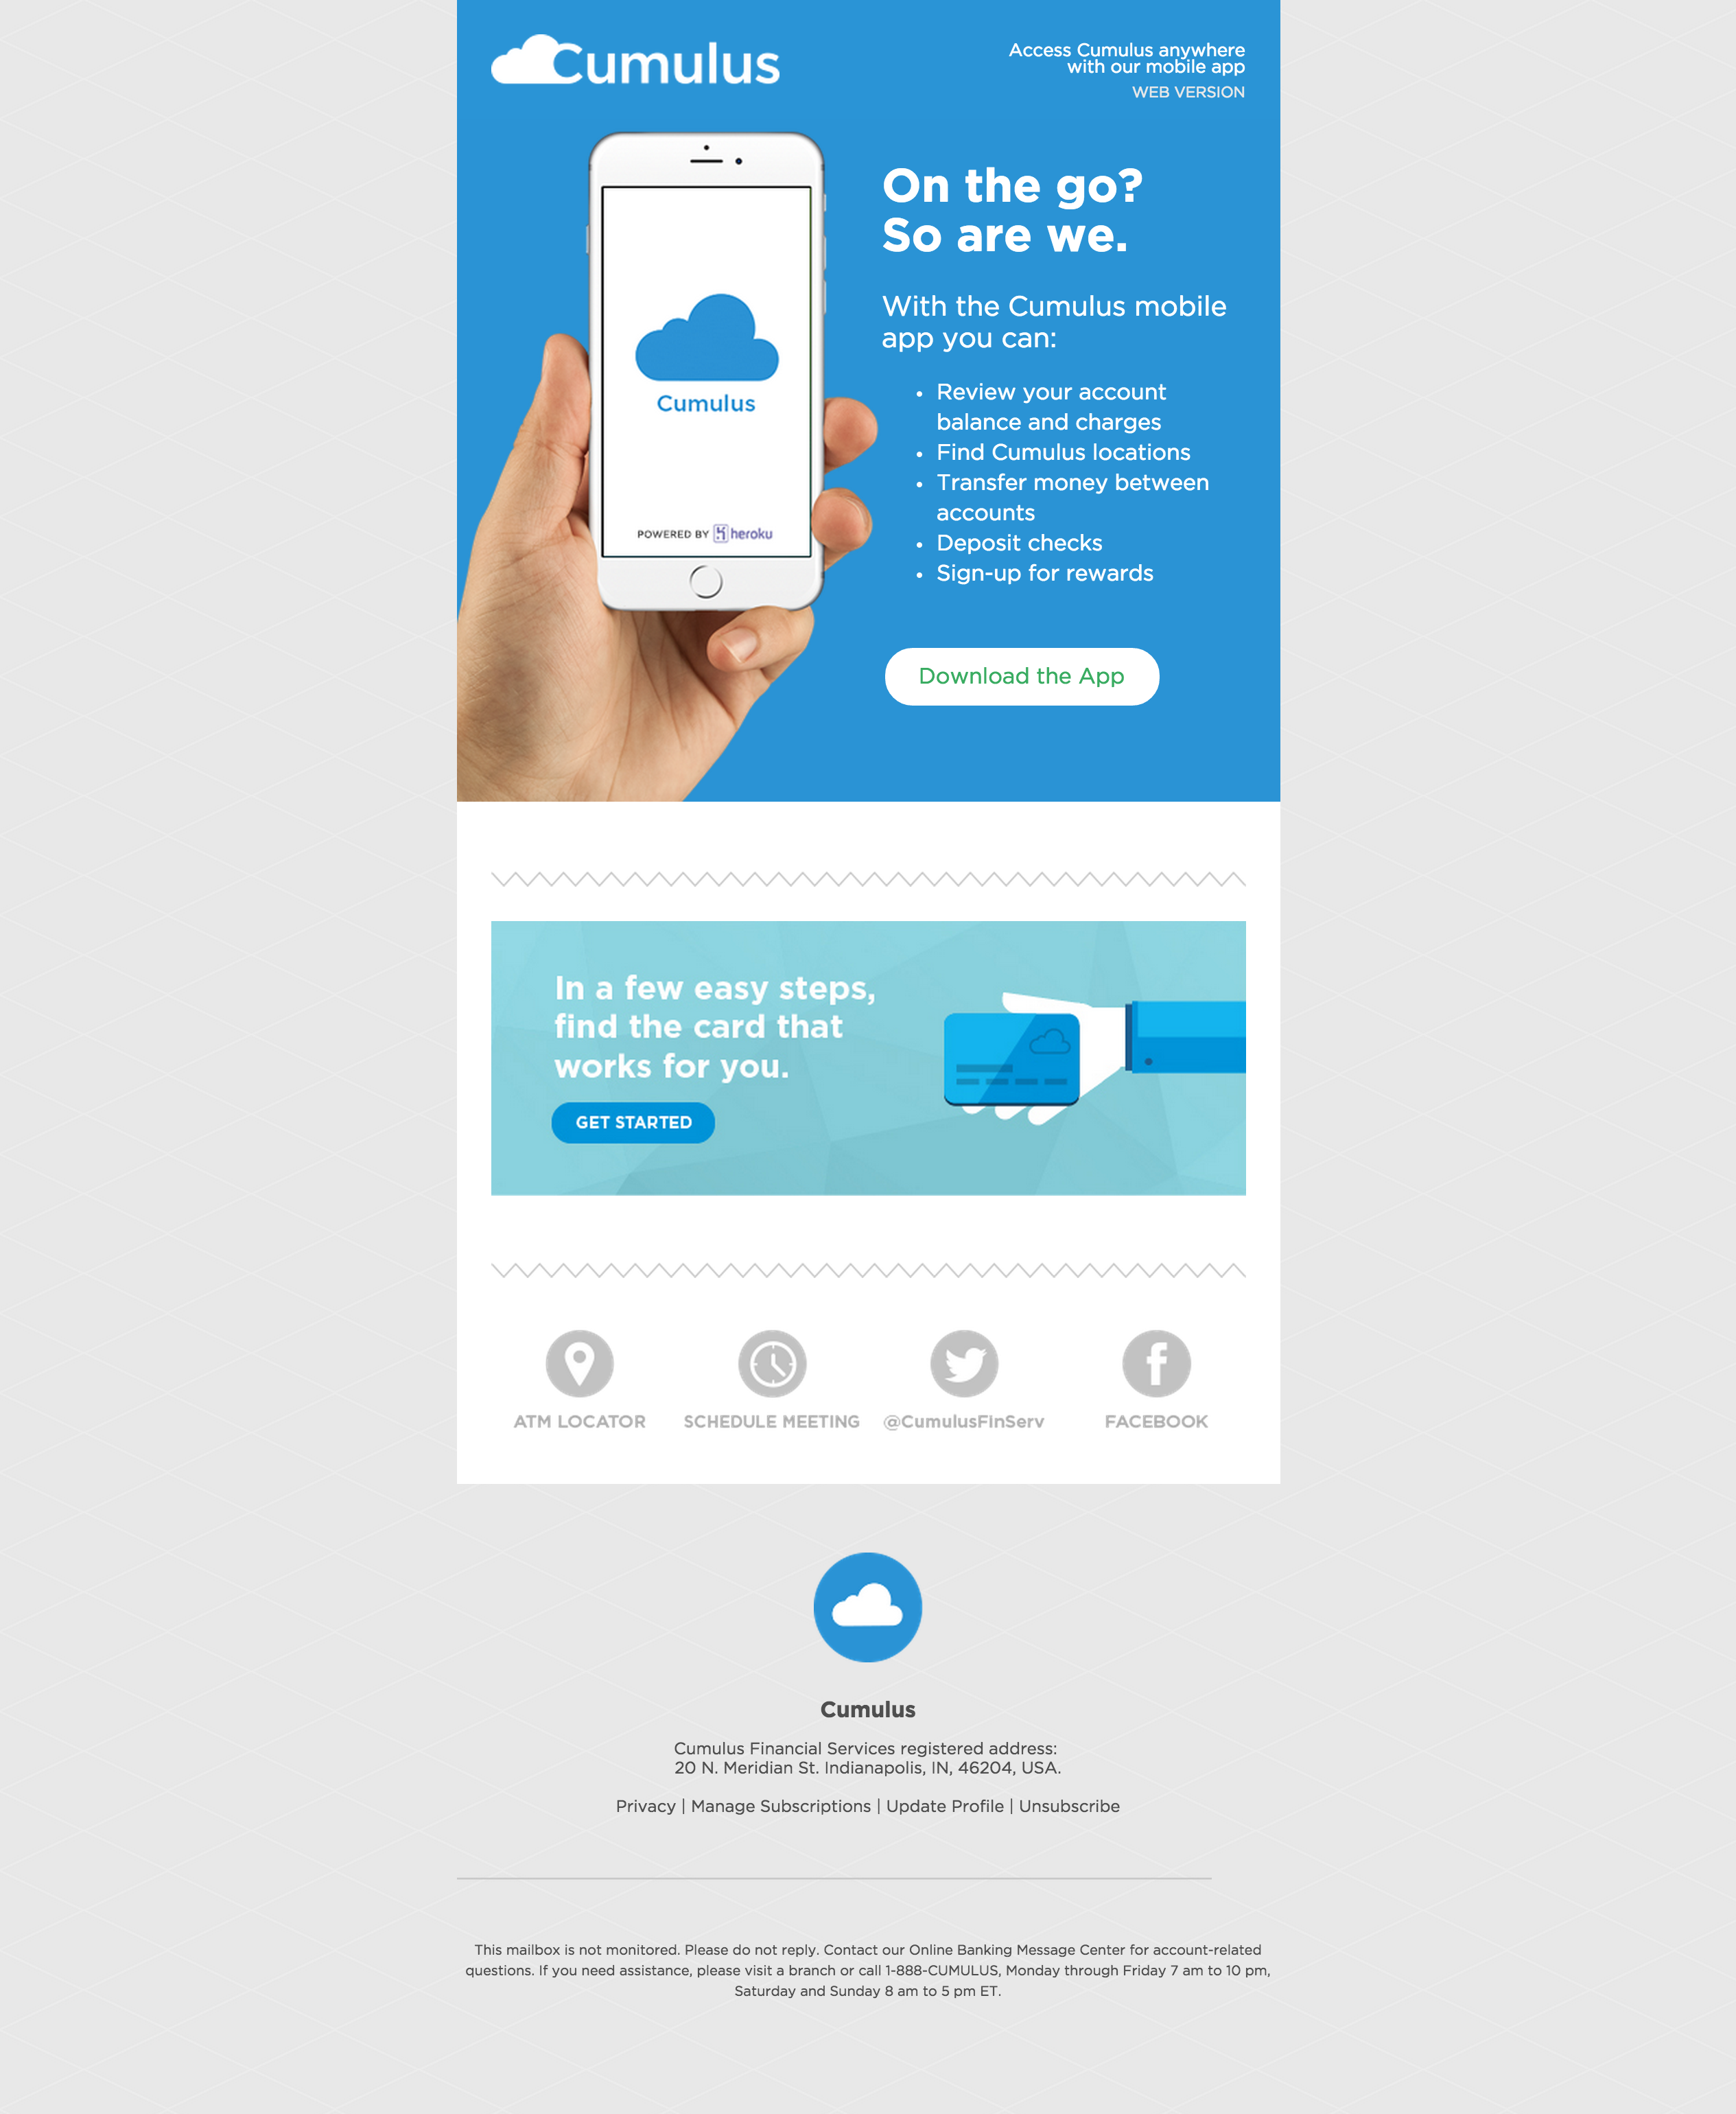 Cumulus
Access Cumulus anywhere
with our mobile app
WEB VERSION
Cumulus
POWERED BY heroku
On the go?
So are we.
With the Cumulus mobile
app you can:
• Review your account
balance and charges
• Find Cumulus locations
• Transfer money between
accounts
• Deposit checks
• Sign-up for rewards
Download the App
In a few easy steps,
find the card that
works for you.
GET STARTED
ATM LOCATOR
SCHEDULE MEETING
@CumulusFinServ
FACEBOOK
Cumulus
Cumulus Financial Services registered address:
20 N. Meridian St. Indianapolis, IN, 46204, USA.
Privacy | Manage Subscriptions | Update Profile | Unsubscribe
This mailbox is not monitored. Please do not reply. Contact our Online Banking Message Center for account-related
questions. If you need assistance, please visit a branch or call 1-888-CUMULUS, Monday through Friday 7 am to 10 pm,
Saturday and Sunday 8 am to 5 pm ET.